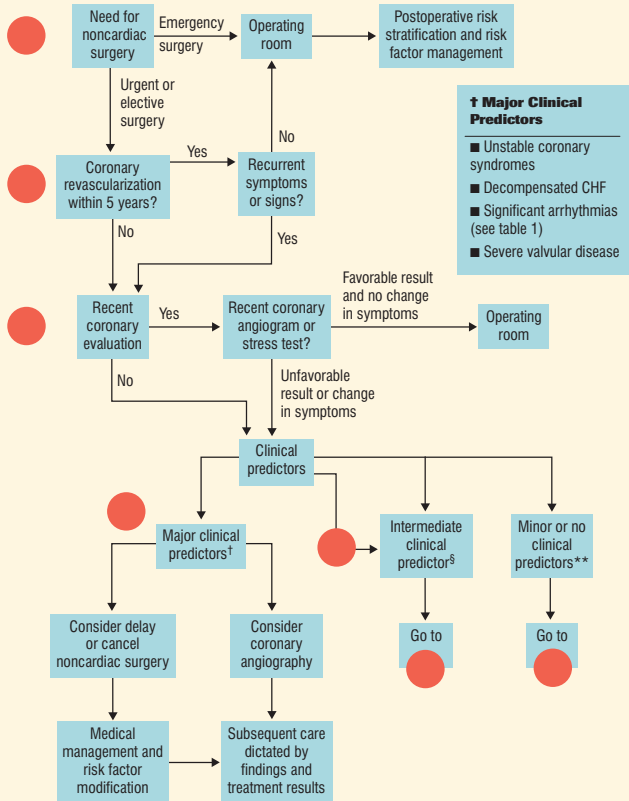 Need for
noncardiac
surgery
Emergency
surgery
Operating
room
Postoperative risk
stratification and risk
factor management
Urgent or
elective
surgery
No
† Major Clinical
Predictors
■ Unstable coronary
syndromes
■ Decompensated CHF
■ Significant arrhythmias
(see table 1)
■ Severe valvular disease
Coronary
revascularization
within 5 years?
Yes
Recurrent
symptoms
or signs?
No
Yes
Recent
coronary
evaluation
Yes
Recent coronary
angiogram or
stress test?
Favorable result
and no change
in symptoms
Operating
room
No
Unfavorable
result or change
in symptoms
Clinical
predictors
Major clinical
predictors†
Intermediate
clinical
predictor§
Minor or no
clinical
predictors**
Consider delay
or cancel
noncardiac surgery
Consider
coronary
angiography
Go to
Go to
Medical
management and
risk factor
modification
Subsequent care
dictated by
findings and
treatment results